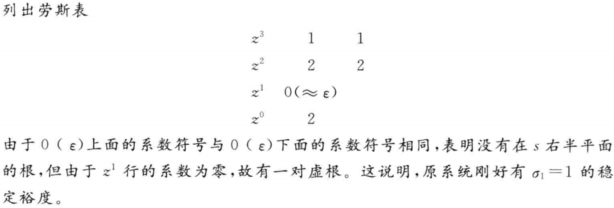 列出劳斯表
z³ 1 1
z² 2 2
z¹ 0(≈ε)
z⁰ 2
由于0(ε)上面的系数符号与0(ε)下面的系数符号相同,表明没有在s右半平面
的根,但由于z¹行的系数为零,故有一对虚根。这说明,原系统刚好有σ₁=1的稳
定裕度。